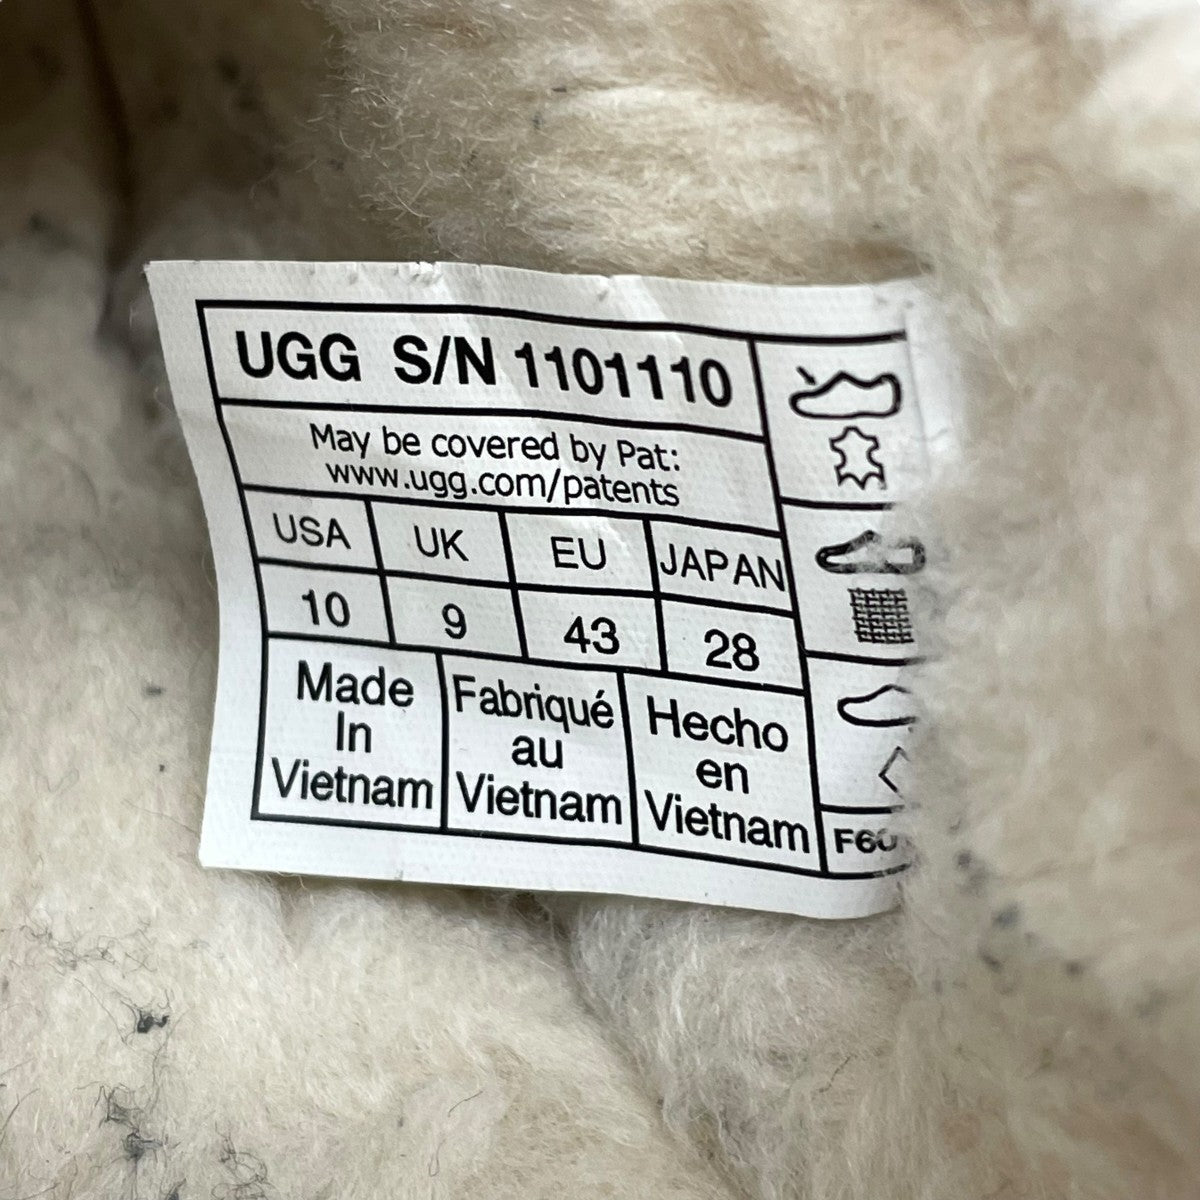 UGG S/N 1101110
May be covered by Pat:
www.ugg.com/patents
USA UK EU JAPAN
10 9 43 28
Made
In
Vietnam
Fabriqué
au
Vietnam
Hecho
en
Vietnam